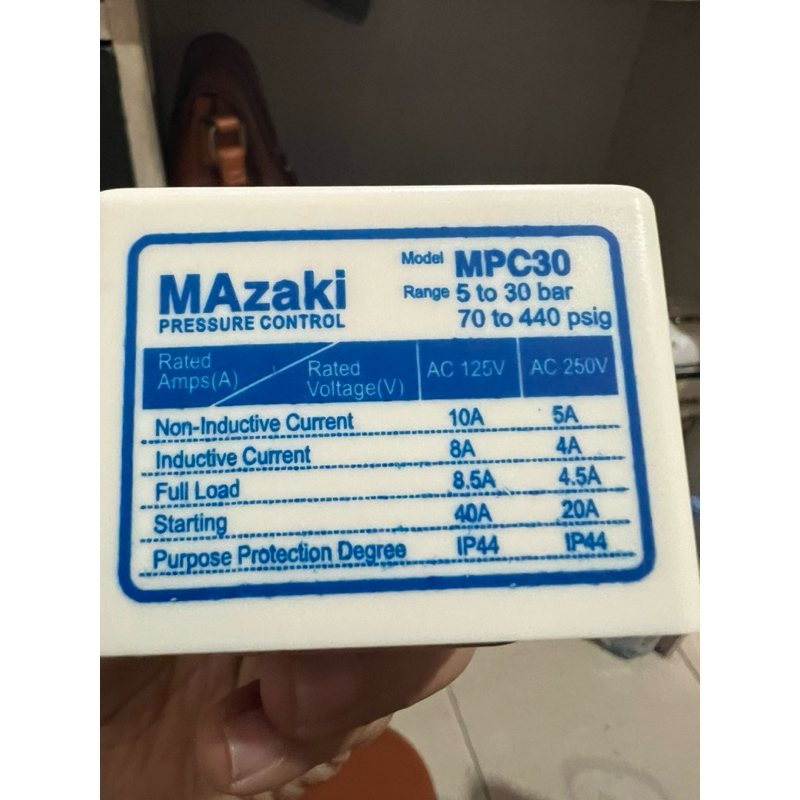 MAzaki
PRESSURE CONTROL
Model MPC30
Range 5 to 30 bar
70 to 440 psig
Rated Amps(A) Rated Voltage(V) AC 125V AC 250V
Non-Inductive Current 10A 5A
Inductive Current 8A 4A
Full Load 8.5A 4.5A
Starting 40A 20A
Purpose Protection Degree IP44 IP44